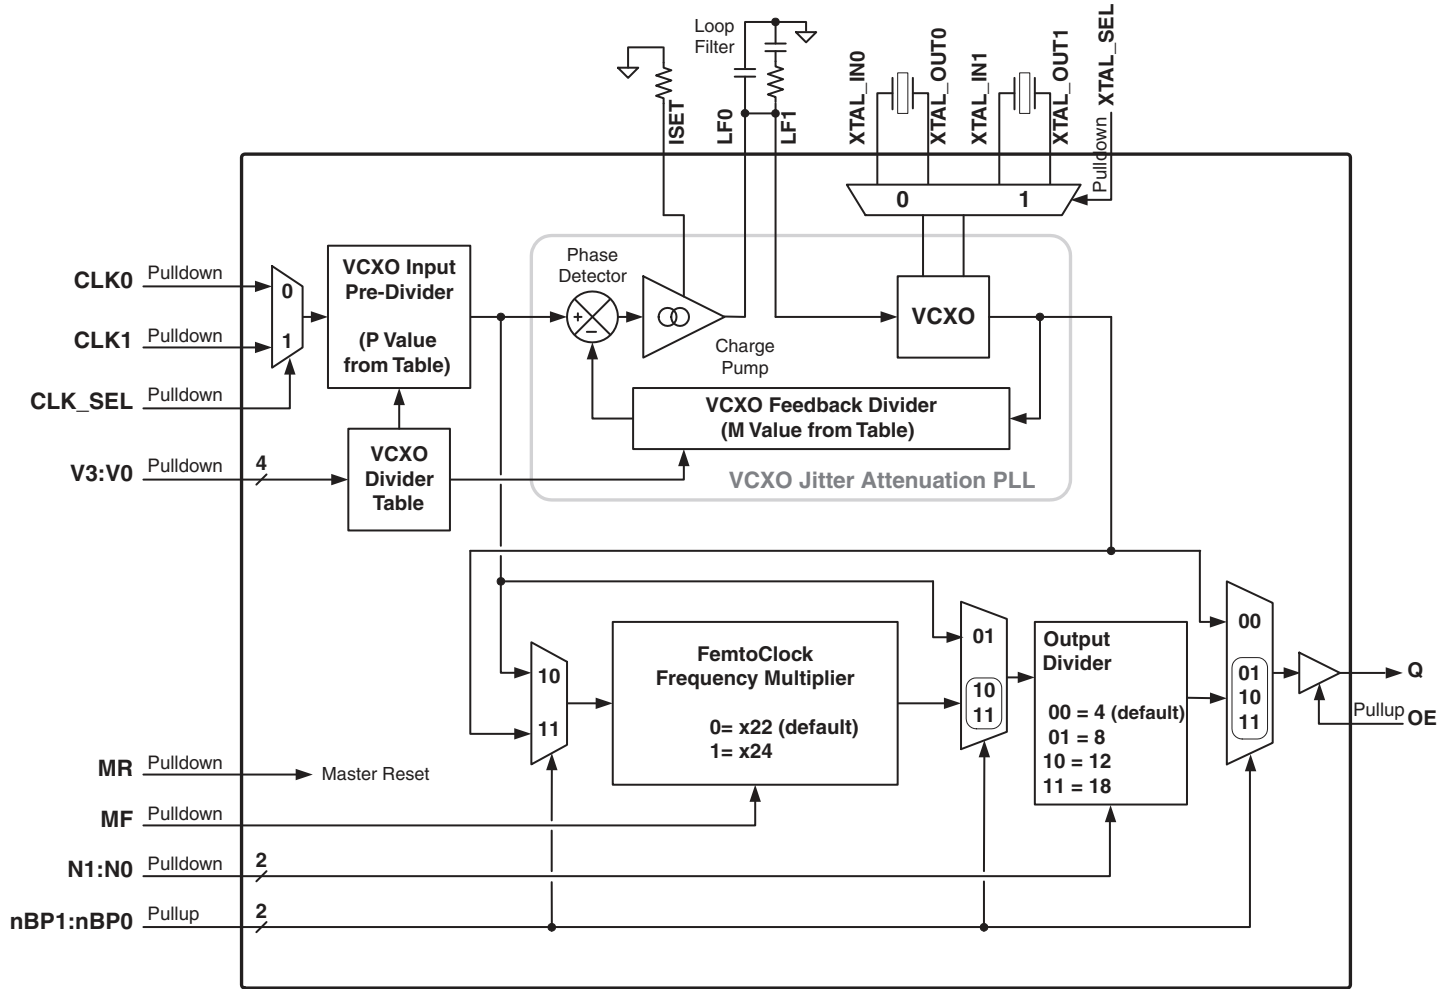 Loop
Filter
ISET
LF0
LF1
XTAL_IN0
XTAL_OUT0
XTAL_IN1
XTAL_OUT1
Pulldown XTAL_SEL
0 1
CLK0 Pulldown
CLK1 Pulldown
CLK_SEL Pulldown
V3:V0 Pulldown 4
0
1
VCXO Input
Pre-Divider
(P Value
from Table)
VCXO
Divider
Table
Phase
Detector
+
−
Charge
Pump
VCXO
VCXO Feedback Divider
(M Value from Table)
VCXO Jitter Attenuation PLL
10
11
FemtoClock
Frequency Multiplier
0= x22 (default)
1= x24
01
10
11
Output
Divider
00 = 4 (default)
01 = 8
10 = 12
11 = 18
00
01
10
11
Q
Pullup OE
MR Pulldown Master Reset
MF Pulldown
N1:N0 Pulldown 2
nBP1:nBP0 Pullup 2